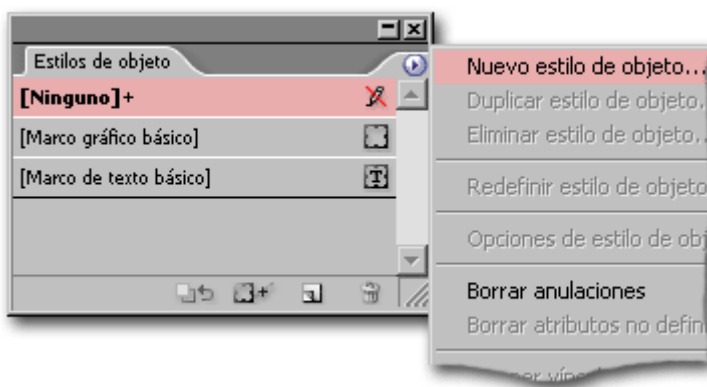 Estilos de objeto
[Ninguno]+
[Marco gráfico básico]
[Marco de texto básico]
Nuevo estilo de objeto...
Duplicar estilo de objeto.
Eliminar estilo de objeto..
Redefinir estilo de objeto
Opciones de estilo de obj
Borrar anulaciones
Borrar atributos no defin